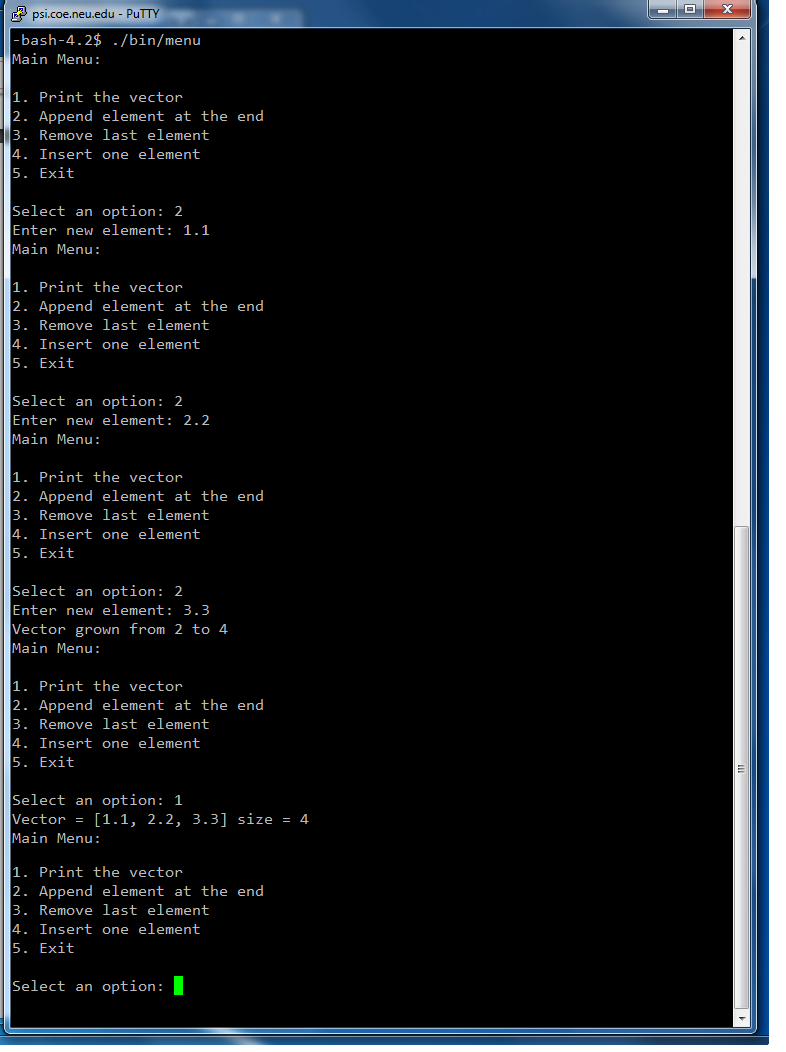 psi.coe.neu.edu - PuTTY
-bash-4.2$ ./bin/menu
Main Menu:
1. Print the vector
2. Append element at the end
3. Remove last element
4. Insert one element
5. Exit
Select an option: 2
Enter new element: 1.1
Main Menu:
1. Print the vector
2. Append element at the end
3. Remove last element
4. Insert one element
5. Exit
Select an option: 2
Enter new element: 2.2
Main Menu:
1. Print the vector
2. Append element at the end
3. Remove last element
4. Insert one element
5. Exit
Select an option: 2
Enter new element: 3.3
Vector grown from 2 to 4
Main Menu:
1. Print the vector
2. Append element at the end
3. Remove last element
4. Insert one element
5. Exit
Select an option: 1
Vector = [1.1, 2.2, 3.3] size = 4
Main Menu:
1. Print the vector
2. Append element at the end
3. Remove last element
4. Insert one element
5. Exit
Select an option: